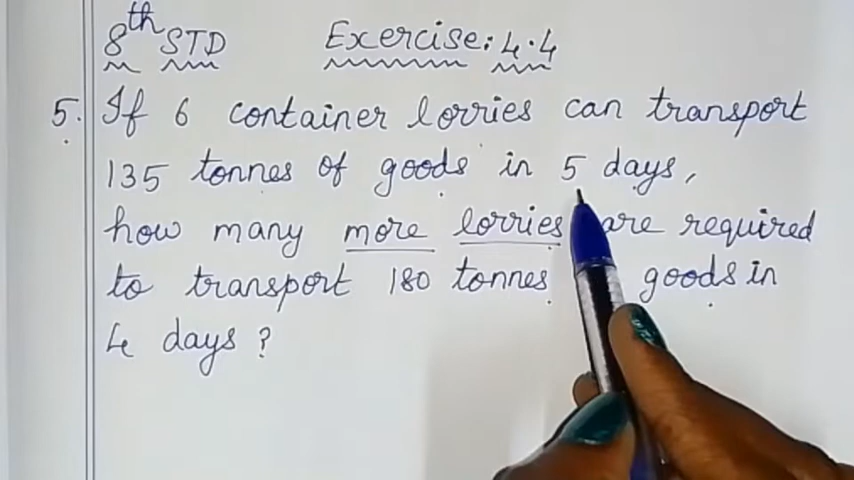 8th STD Exercise: 4.4
5. If 6 container lorries can transport
135 tonnes of goods in 5 days,
how many more lorries are required
to transport 180 tonnes goods in
4 days ?